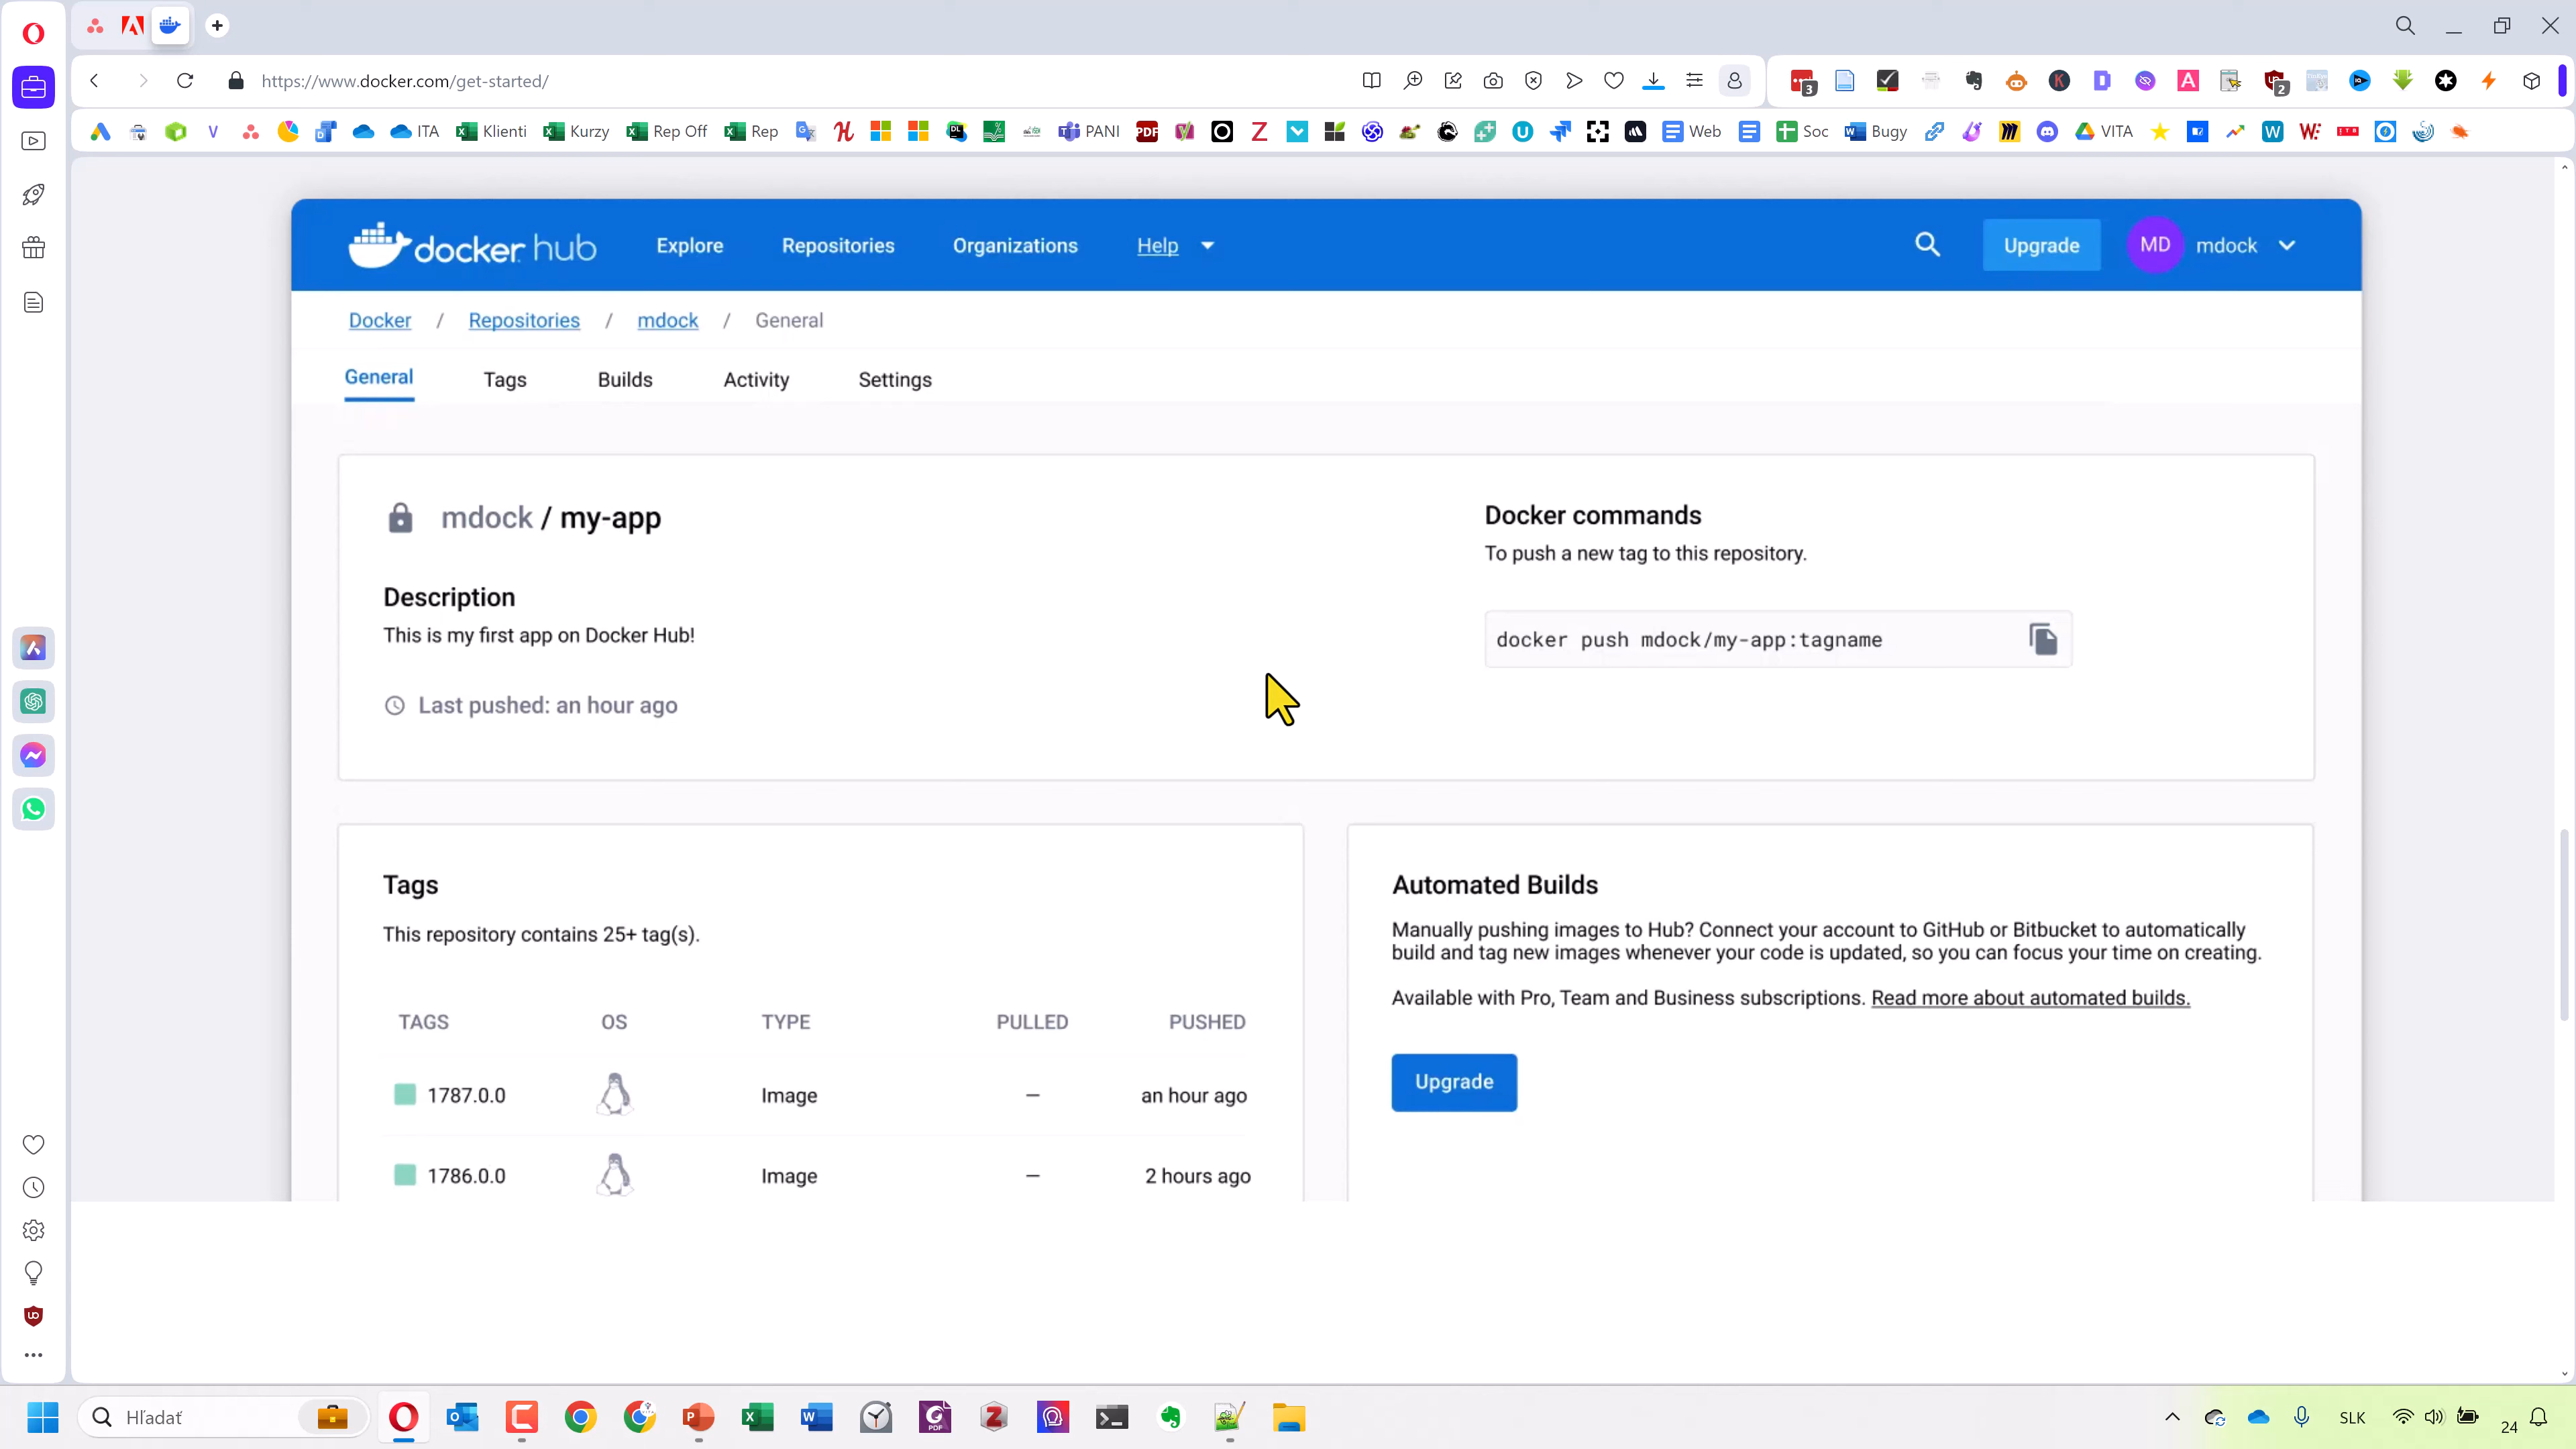 https://www.docker.com/get-started/
3
2
V
ITA
Klienti
Kurzy
Rep Off
Rep
PANI
PDF
Web
Soc
Bugy
VITA
docker hub
Explore
Repositories
Organizations
Help
Upgrade
MD
mdock
Docker / Repositories / mdock / General
General
Tags
Builds
Activity
Settings
mdock / my-app
Description
This is my first app on Docker Hub!
Last pushed: an hour ago
Docker commands
To push a new tag to this repository.
docker push mdock/my-app:tagname
Tags
This repository contains 25+ tag(s).
TAGS OS TYPE PULLED PUSHED
1787.0.0 Image – an hour ago
1786.0.0 Image – 2 hours ago
Automated Builds
Manually pushing images to Hub? Connect your account to GitHub or Bitbucket to automatically
build and tag new images whenever your code is updated, so you can focus your time on creating.
Available with Pro, Team and Business subscriptions. Read more about automated builds.
Upgrade
Hľadať
SLK
24